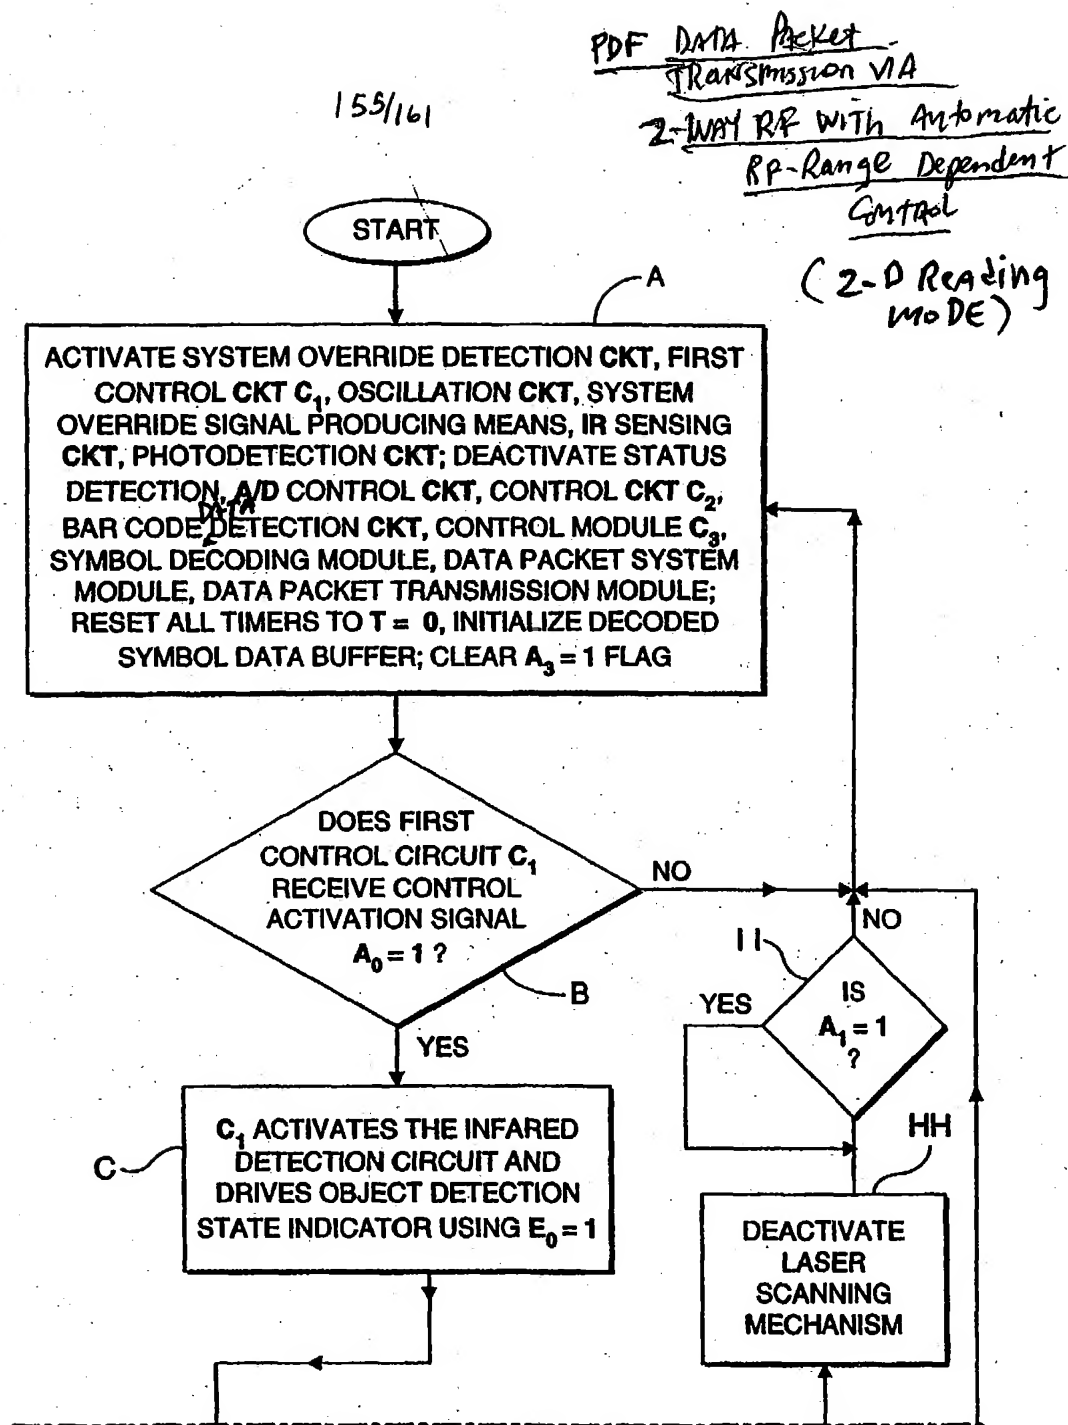 PDF DATA Packet
TRansmission VIA
155/161
2-WAY RF WITH Automatic
RF-Range Dependent
Control
(2-D Reading
MODE)
START
A
ACTIVATE SYSTEM OVERRIDE DETECTION CKT, FIRST
CONTROL CKT C₁, OSCILLATION CKT, SYSTEM
OVERRIDE SIGNAL PRODUCING MEANS, IR SENSING
CKT, PHOTODETECTION CKT; DEACTIVATE STATUS
DETECTION, A/D CONTROL CKT, CONTROL CKT C₂,
DATA
BAR CODE DETECTION CKT, CONTROL MODULE C₃,
SYMBOL DECODING MODULE, DATA PACKET SYSTEM
MODULE, DATA PACKET TRANSMISSION MODULE;
RESET ALL TIMERS TO T = 0, INITIALIZE DECODED
SYMBOL DATA BUFFER; CLEAR A₃ = 1 FLAG
DOES FIRST
CONTROL CIRCUIT C₁
RECEIVE CONTROL
ACTIVATION SIGNAL
A₀ = 1 ?
NO
B
YES
C
C₁ ACTIVATES THE INFARED
DETECTION CIRCUIT AND
DRIVES OBJECT DETECTION
STATE INDICATOR USING E₀ = 1
NO
II
YES
IS
A₁ = 1
?
HH
DEACTIVATE
LASER
SCANNING
MECHANISM